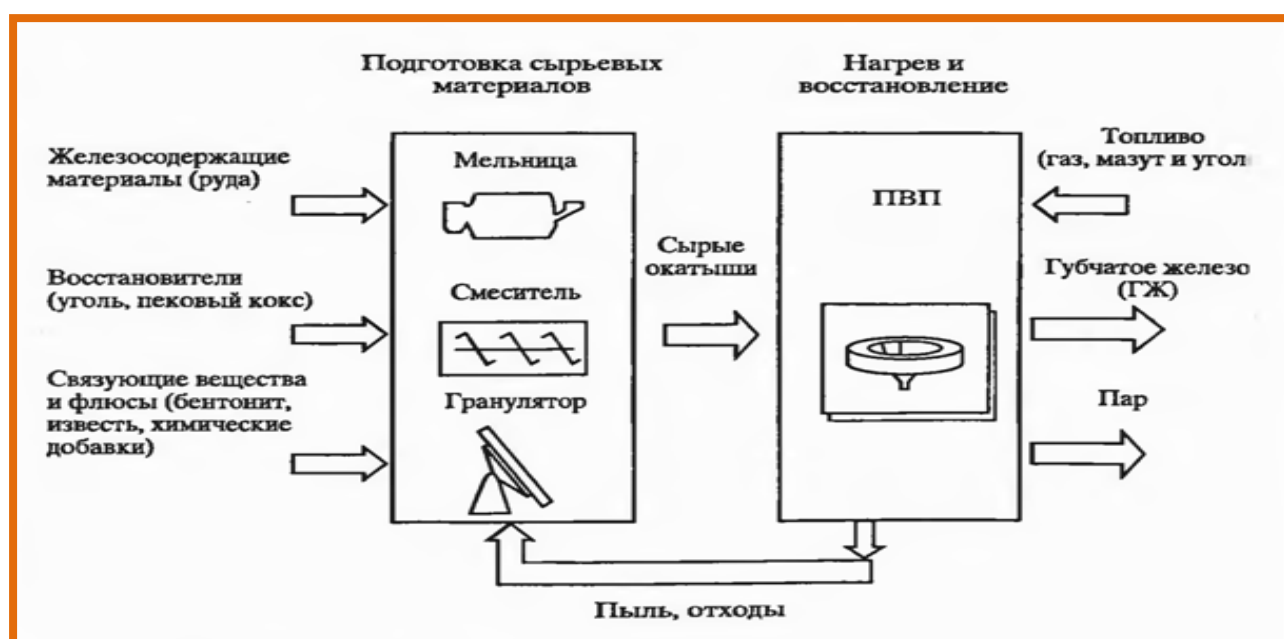 Подготовка сырьевых
материалов
Нагрев и
восстановление
Железосодержащие
материалы (руда)
Восстановители
(уголь, пековый кокс)
Связующие вещества
и флюсы (бентонит,
известь, химические
добавки)
Мельница
Смеситель
Гранулятор
Сырые
окатыши
ПВП
Топливо
(газ, мазут и угол
Губчатое железо
(ГЖ)
Пар
Пыль, отходы